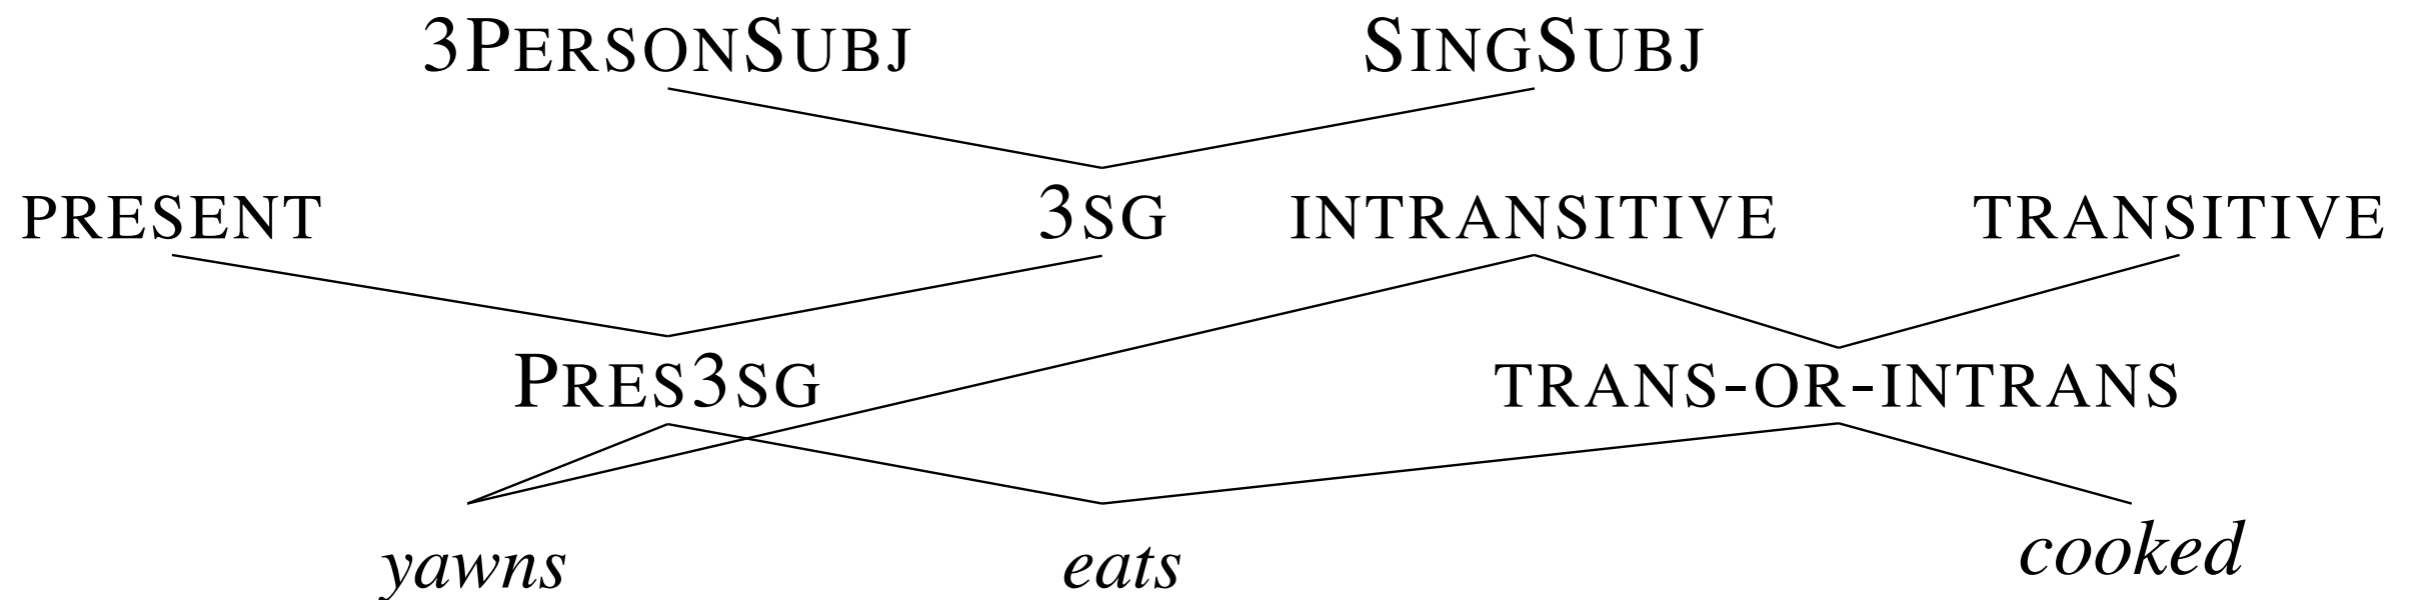 3PERSONSUBJ SINGSUBJ
PRESENT 3SG INTRANSITIVE TRANSITIVE
PRES3SG TRANS-OR-INTRANS
yawns eats cooked